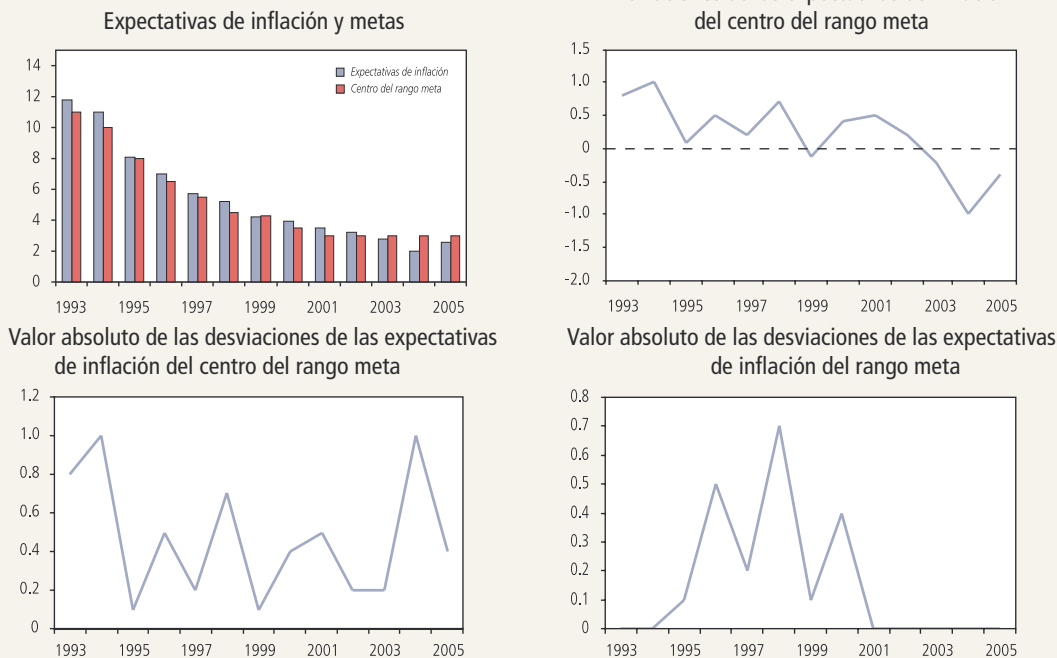 Expectativas de inflación y metas
14
12
10
8
6
4
2
0
Expectativas de inflación
Centro del rango meta
1993 1995 1997 1999 2001 2003 2005
del centro del rango meta
1.5
1.0
0.5
0
-0.5
-1.0
-1.5
-2.0
1993 1995 1997 1999 2001 2003 2005
Valor absoluto de las desviaciones de las expectativas
de inflación del centro del rango meta
1.2
1.0
0.8
0.6
0.4
0.2
0
1993 1995 1997 1999 2001 2003 2005
Valor absoluto de las desviaciones de las expectativas
de inflación del rango meta
0.8
0.7
0.6
0.5
0.4
0.3
0.2
0.1
0
1993 1995 1997 1999 2001 2003 2005